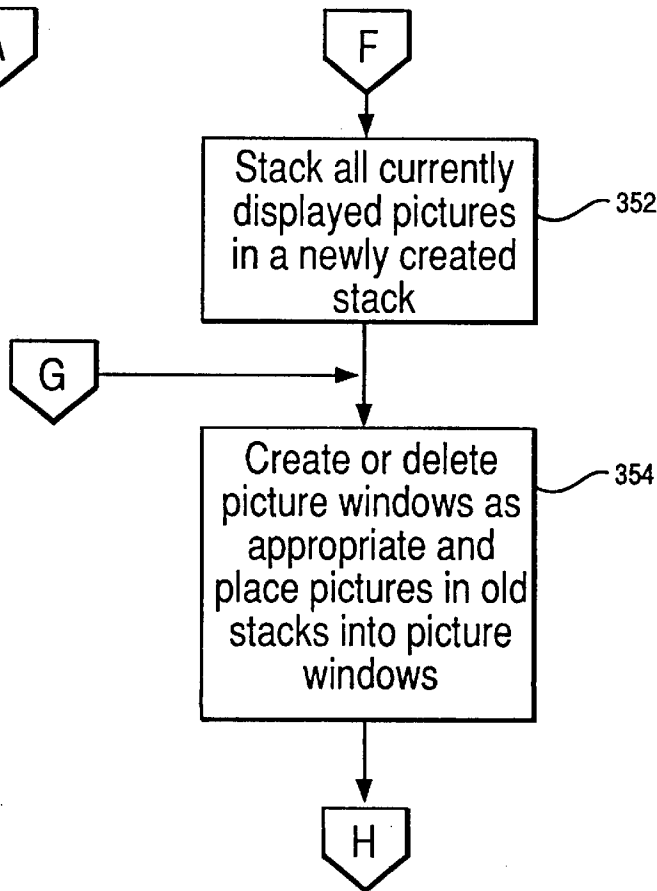 A
F
Stack all currently
displayed pictures
in a newly created
stack
352
G
Create or delete
picture windows as
appropriate and
place pictures in old
stacks into picture
windows
354
H